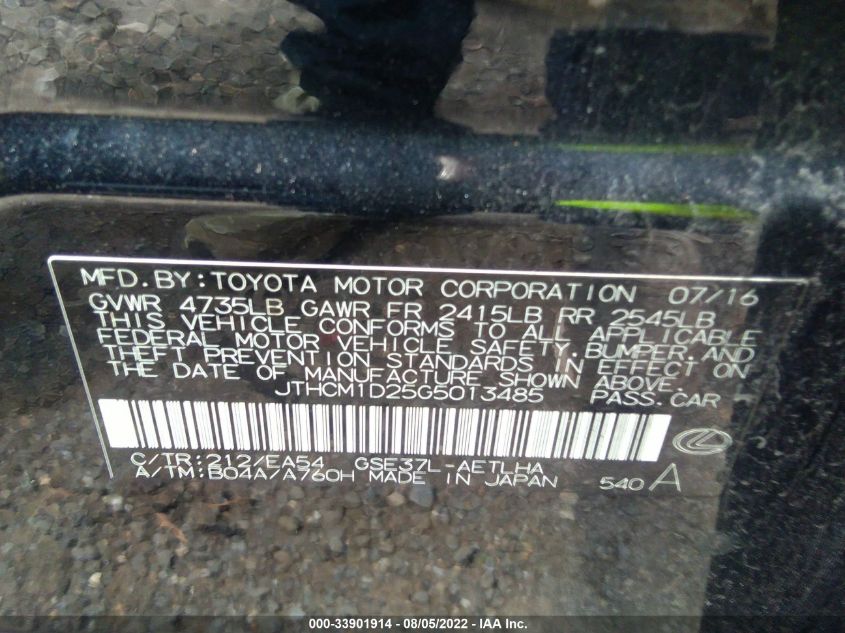 MFD.BY:TOYOTA MOTOR CORPORATION 07/16
GVWR 4735LB GAWR FR 2415LB RR 2545LB
THIS VEHICLE CONFORMS TO ALL APPLICABLE
FEDERAL MOTOR VEHICLE SAFETY,BUMPER,AND
THEFT PREVENTION STANDARDS IN EFFECT ON
THE DATE OF MANUFACTURE SHOWN ABOVE.
JTHCM1D25G5013485 PASS.CAR
C/TR:212/EA54 GSE37L-AETLHA
A/TM:B04A/A760H MADE IN JAPAN 540 A
000-33901914 - 08/05/2022 - IAA Inc.